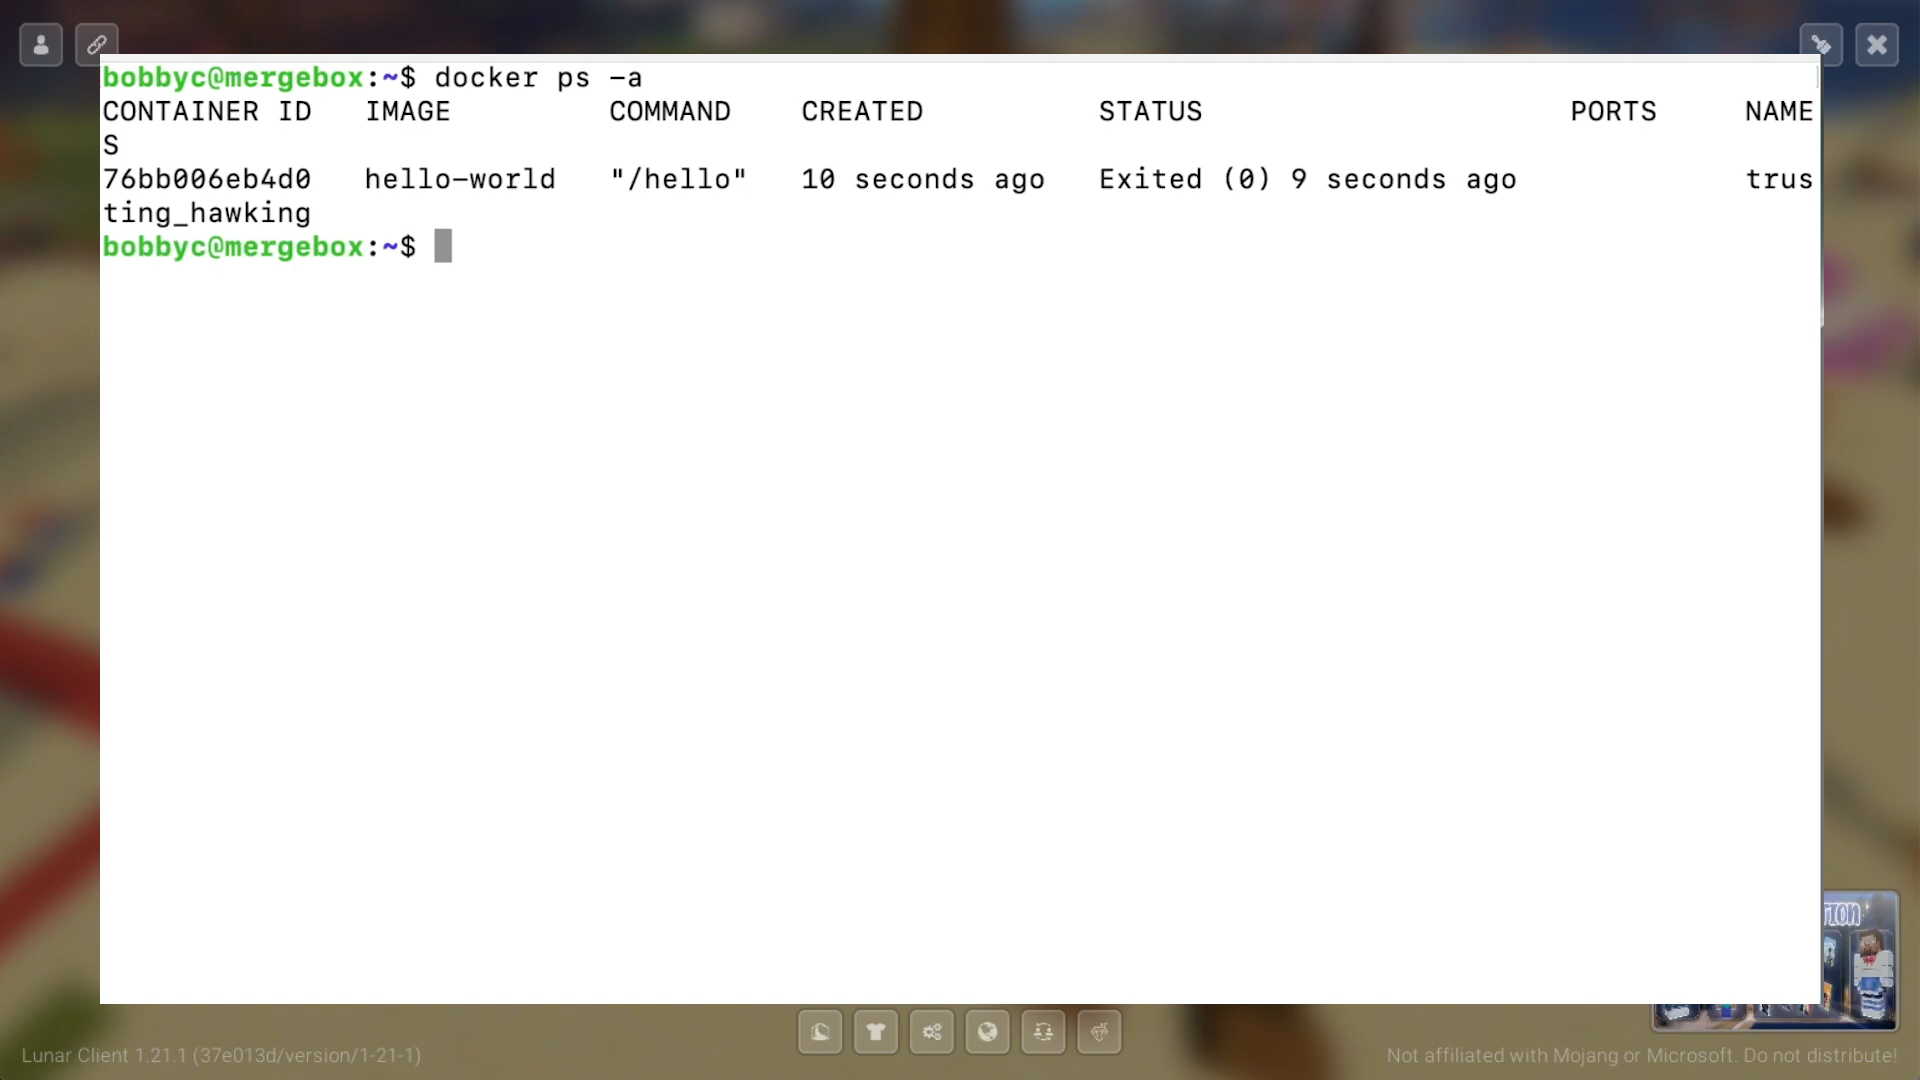 bobbyc@mergebox:~$ docker ps -a
CONTAINER ID   IMAGE         COMMAND    CREATED          STATUS                     PORTS     NAME
S
76bb006eb4d0   hello-world   "/hello"   10 seconds ago   Exited (0) 9 seconds ago             trus
ting_hawking
bobbyc@mergebox:~$
TION
Lunar Client 1.21.1 (37e013d/version/1-21-1)
Not affiliated with Mojang or Microsoft. Do not distribute!